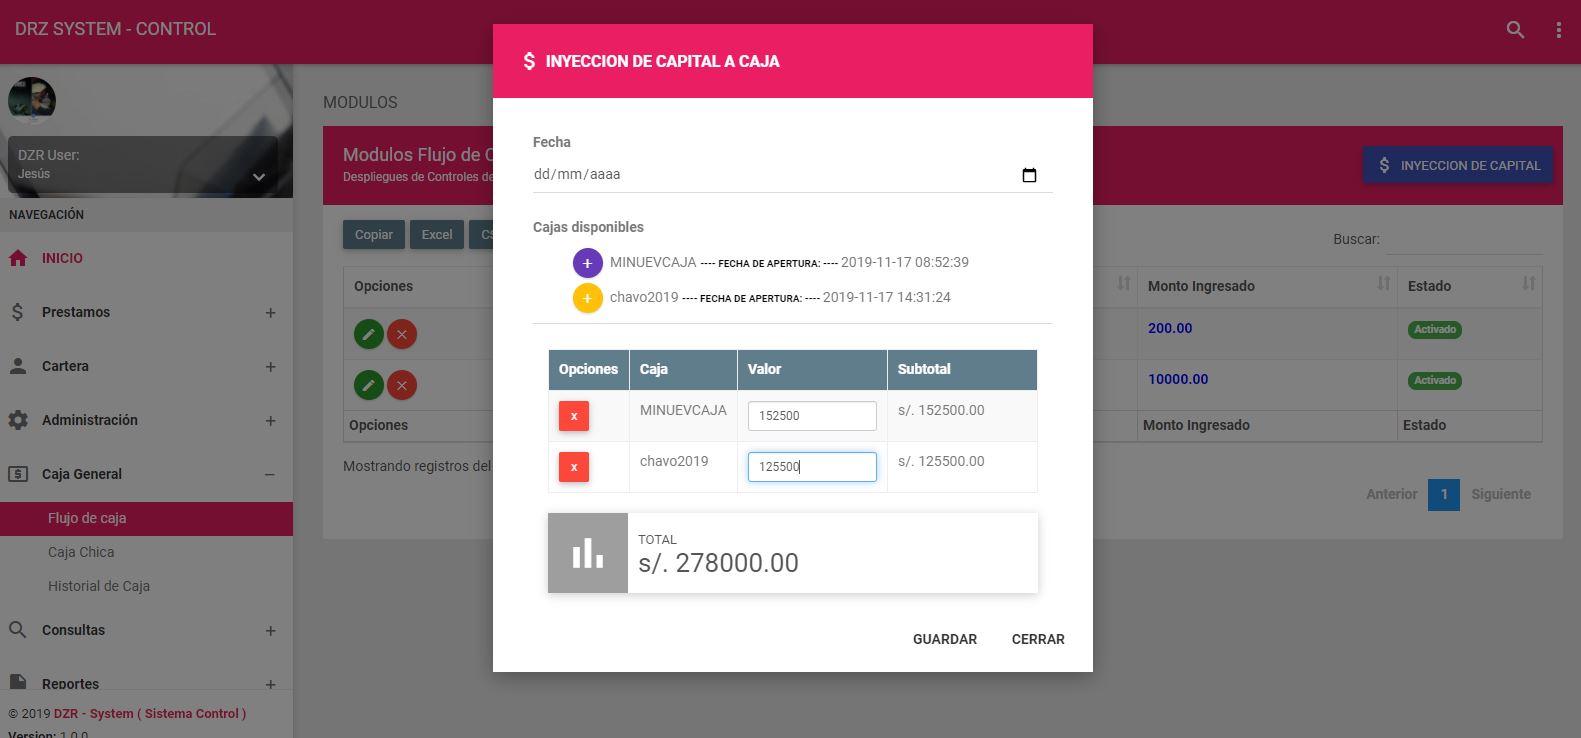 DRZ SYSTEM - CONTROL
DZR User:
Jesús
NAVEGACIÓN
INICIO
Prestamos +
Cartera +
Administración +
Caja General −
Flujo de caja
Caja Chica
Historial de Caja
Consultas +
Reportes +
© 2019 DZR - System ( Sistema Control )
Version: 1.0.0
MODULOS
Modulos Flujo de
Despliegues de Controles de
$ INYECCION DE CAPITAL
Copiar Excel
Buscar:
Opciones Monto Ingresado Estado
200.00 Activado
10000.00 Activado
Opciones Monto Ingresado Estado
Mostrando registros del
Anterior 1 Siguiente
$ INYECCION DE CAPITAL A CAJA
Fecha
dd/mm/aaaa
Cajas disponibles
+ MINUEVCAJA ---- FECHA DE APERTURA: ---- 2019-11-17 08:52:39
+ chavo2019 ---- FECHA DE APERTURA: ---- 2019-11-17 14:31:24
Opciones Caja Valor Subtotal
x MINUEVCAJA 152500 s/. 152500.00
x chavo2019 125500 s/. 125500.00
TOTAL
s/. 278000.00
GUARDAR CERRAR